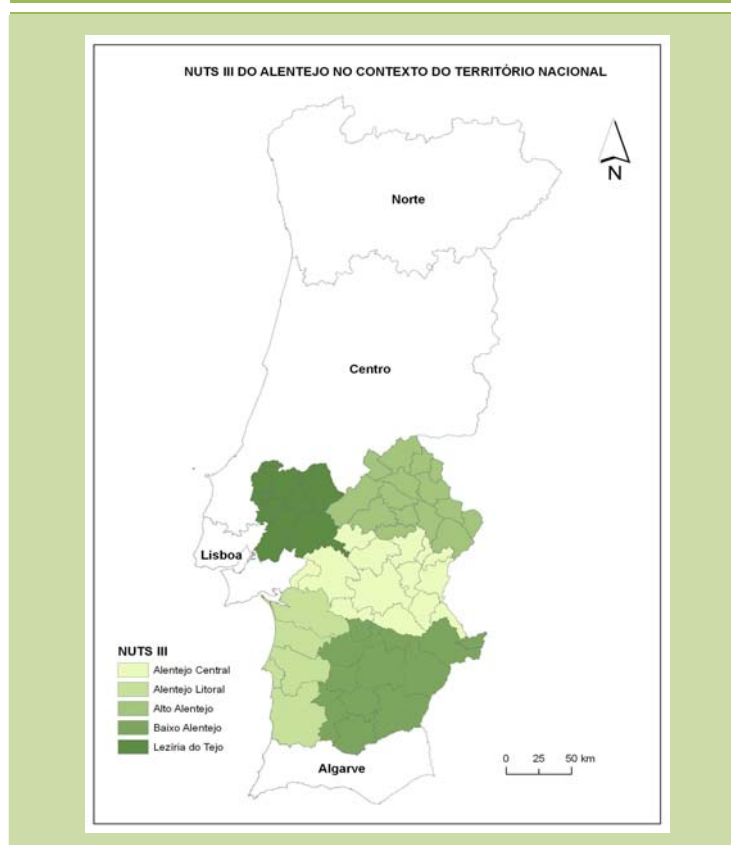 NUTS III DO ALENTEJO NO CONTEXTO DO TERRITÓRIO NACIONAL
N
Norte
Centro
Lisboa
NUTS III
Alentejo Central
Alentejo Litoral
Alto Alentejo
Baixo Alentejo
Lezíria do Tejo
Algarve
0 25 50 km